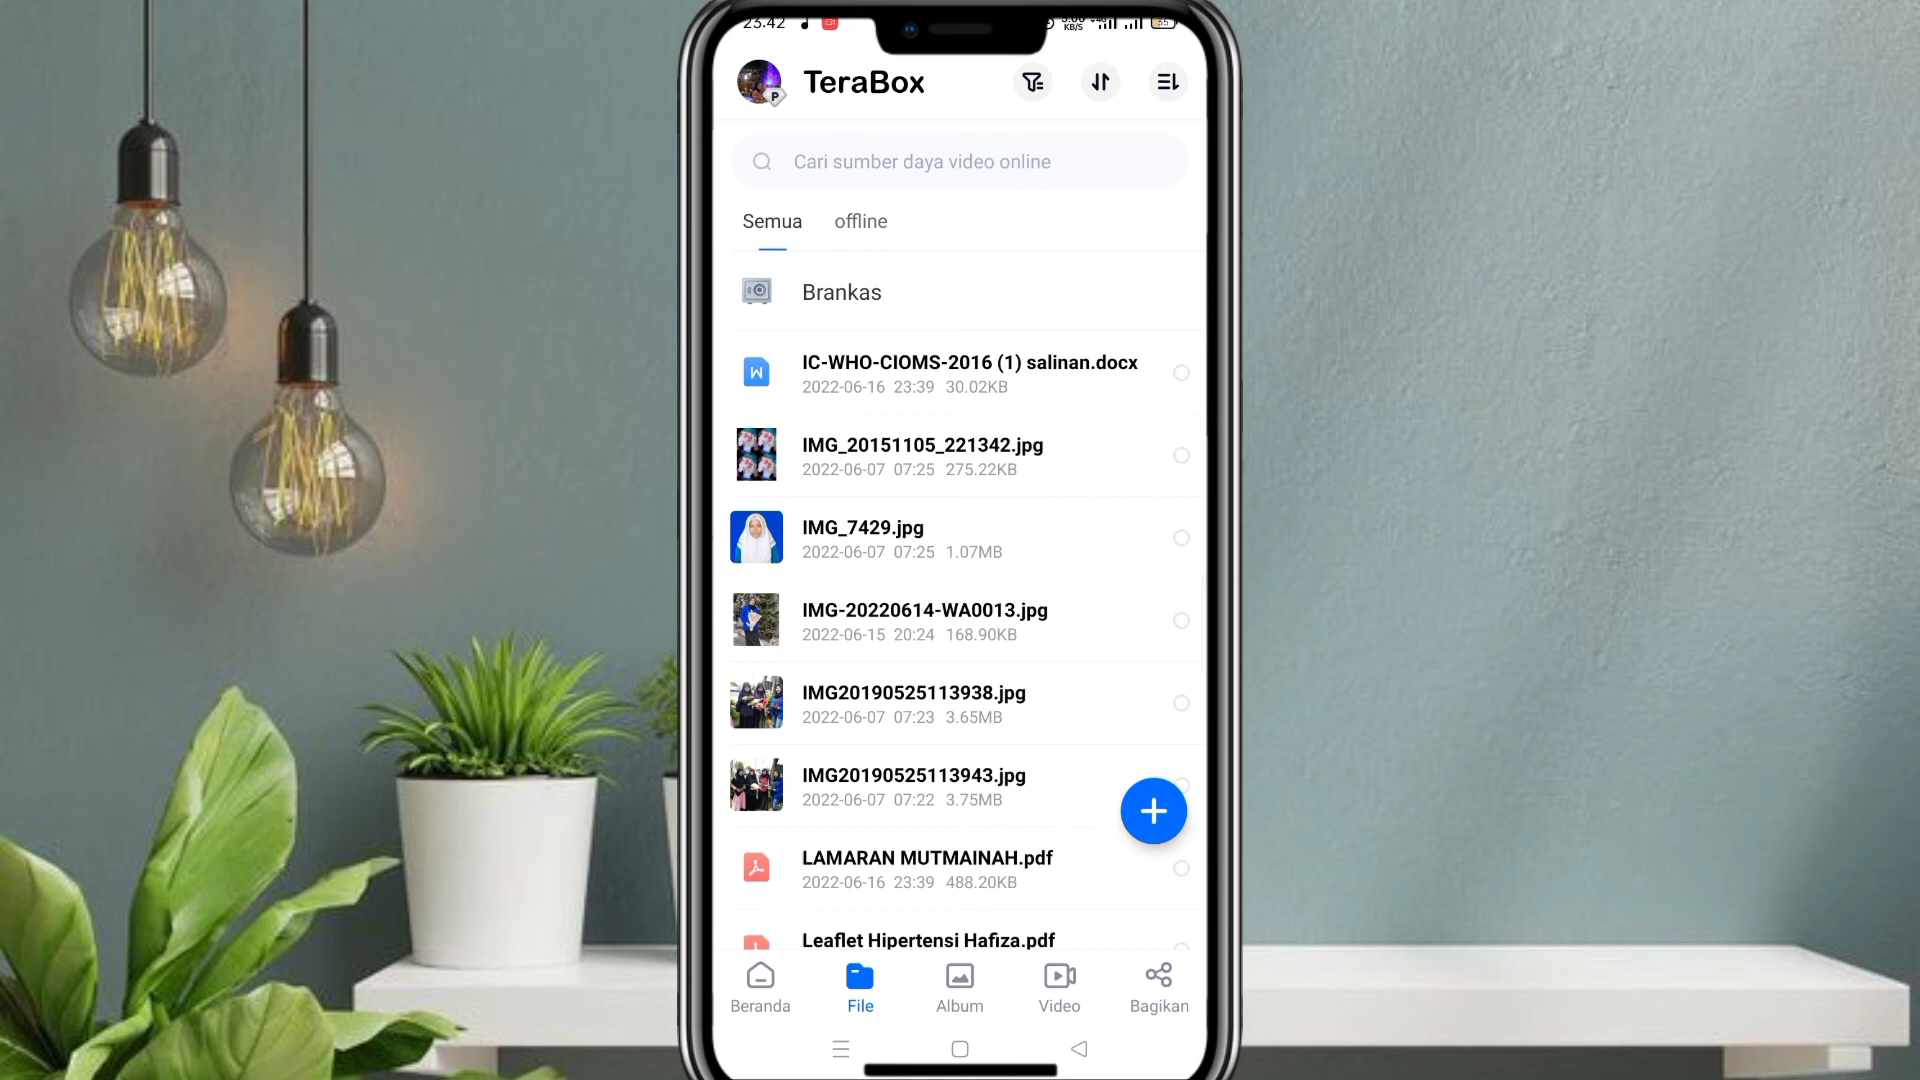 23.42
KB/S
55
P
TeraBox
Cari sumber daya video online
Semua offline
Brankas
W
IC-WHO-CIOMS-2016 (1) salinan.docx
2022-06-16 23:39 30.02KB
IMG_20151105_221342.jpg
2022-06-07 07:25 275.22KB
IMG_7429.jpg
2022-06-07 07:25 1.07MB
IMG-20220614-WA0013.jpg
2022-06-15 20:24 168.90KB
IMG20190525113938.jpg
2022-06-07 07:23 3.65MB
IMG20190525113943.jpg
2022-06-07 07:22 3.75MB
LAMARAN MUTMAINAH.pdf
2022-06-16 23:39 488.20KB
Leaflet Hipertensi Hafiza.pdf
Beranda File Album Video Bagikan